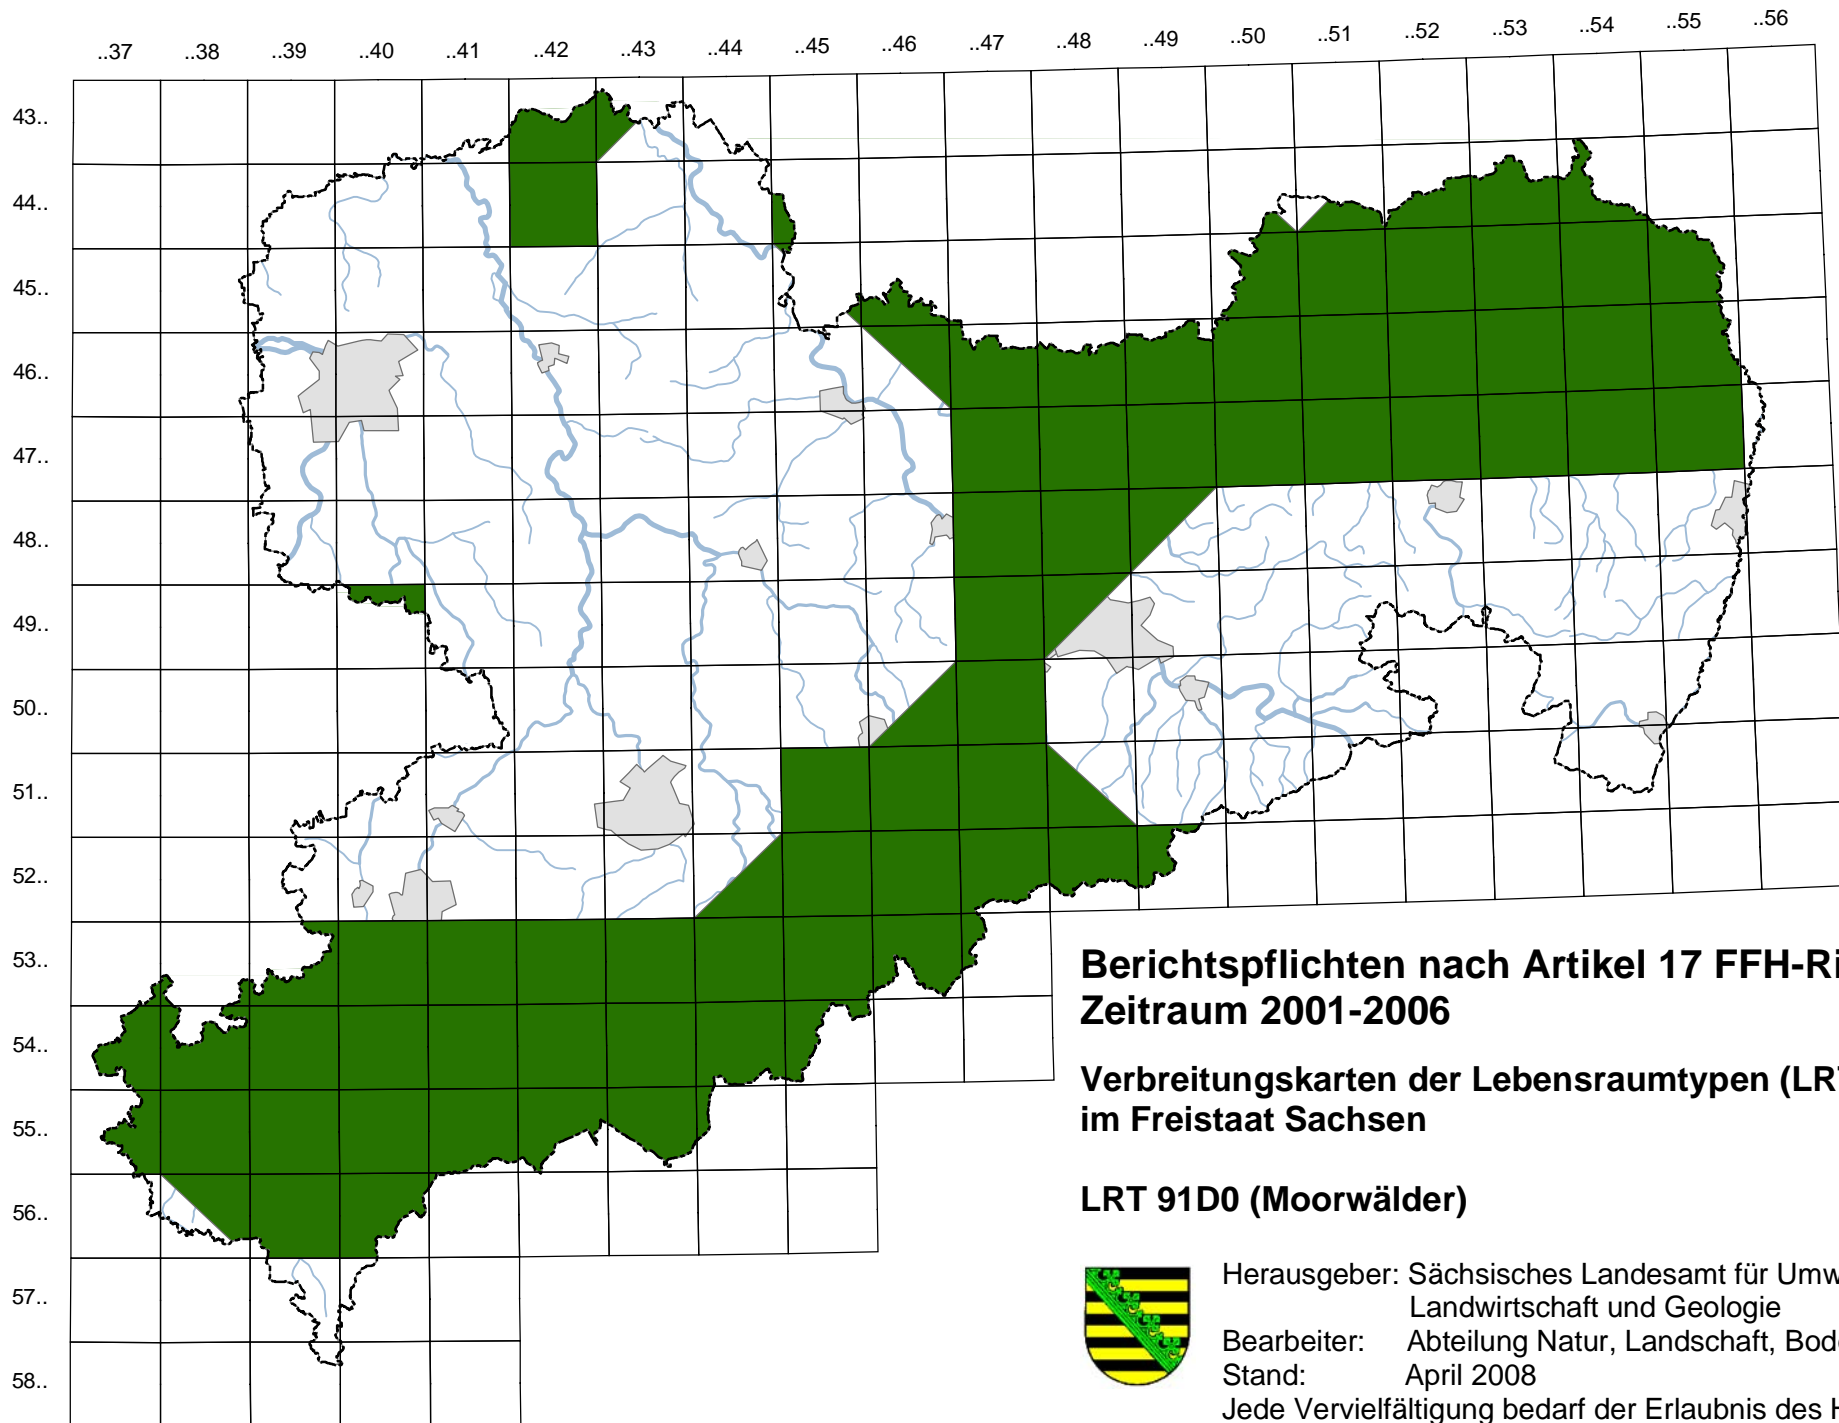 ..37 ..38 ..39 ..40 ..41 ..42 ..43 ..44 ..45 ..46 ..47 ..48 ..49 ..50 ..51 ..52 ..53 ..54 ..55 ..56
43..
44..
45..
46..
47..
48..
49..
50..
51..
52..
53..
54..
55..
56..
57..
58..
Berichtspflichten nach Artikel 17 FFH-Ri
Zeitraum 2001-2006
Verbreitungskarten der Lebensraumtypen (LRT
im Freistaat Sachsen
LRT 91D0 (Moorwälder)
Herausgeber: Sächsisches Landesamt für Umw
Landwirtschaft und Geologie
Bearbeiter: Abteilung Natur, Landschaft, Bod
Stand: April 2008
Jede Vervielfältigung bedarf der Erlaubnis des H